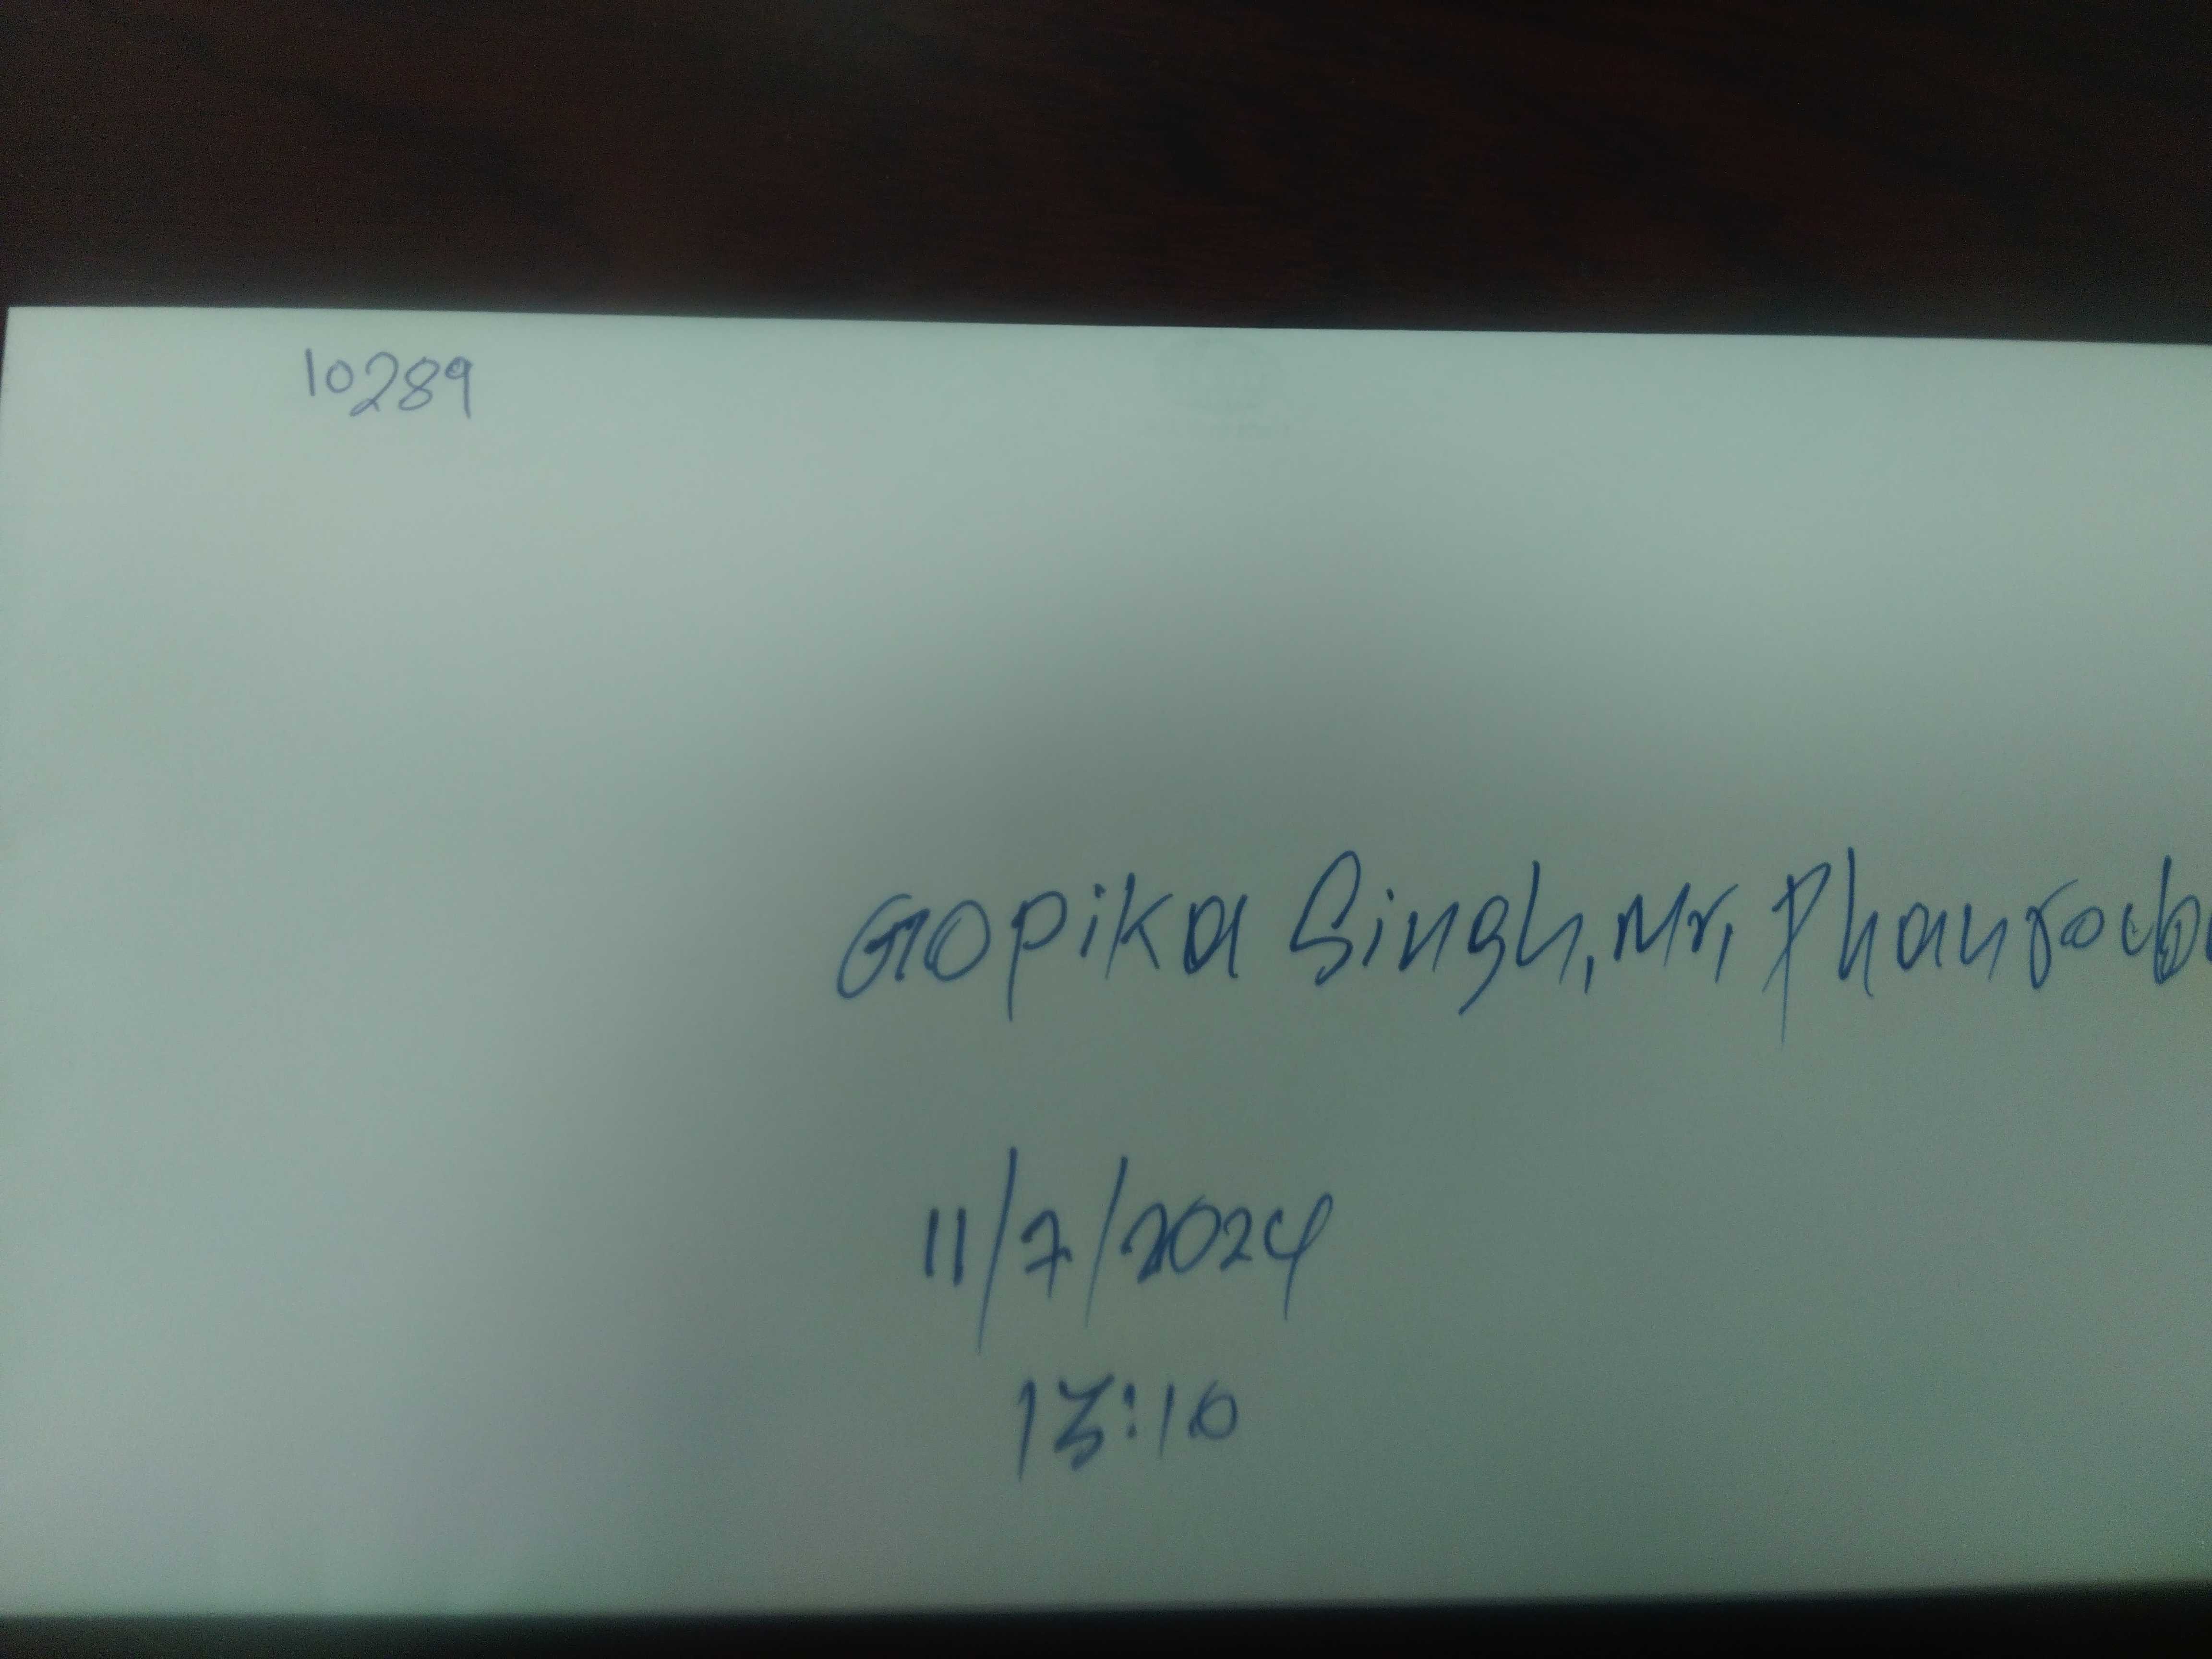 10289
Gopika Singh, Mr,
11/7/2024
13:10